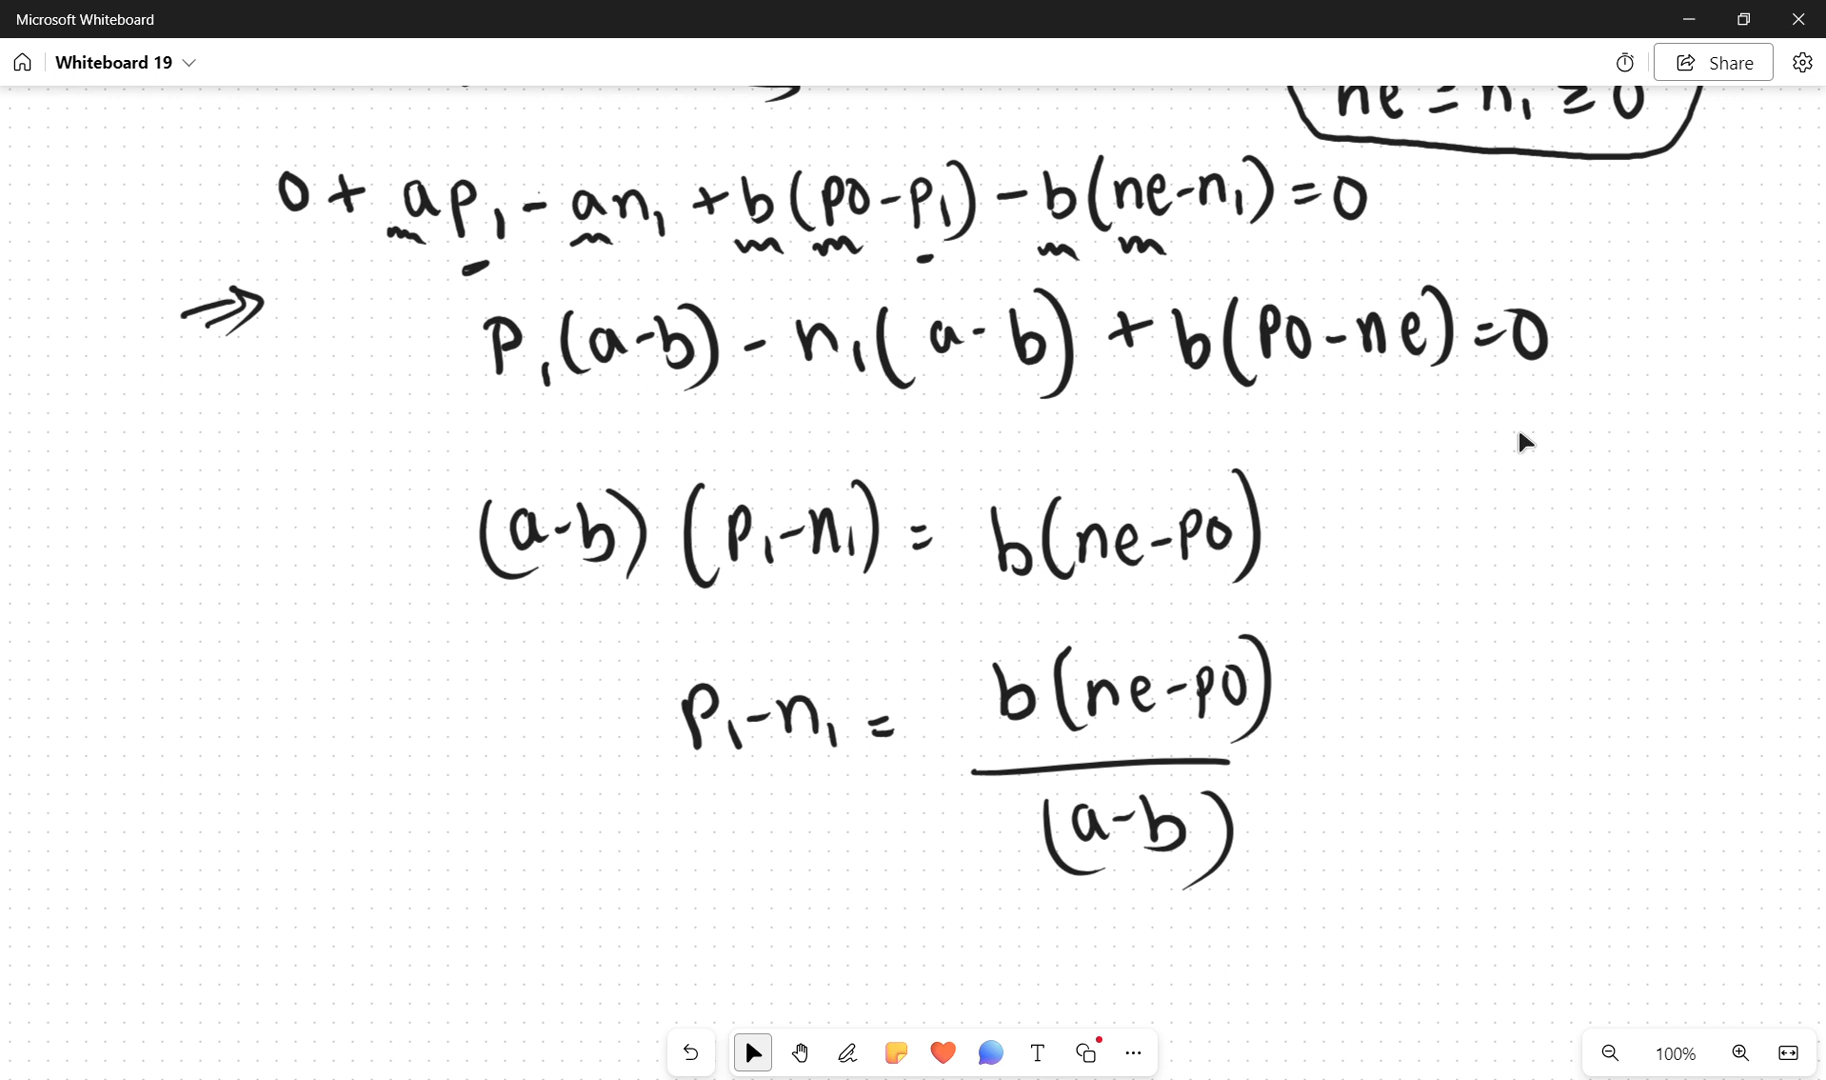 Microsoft Whiteboard
Whiteboard 19
Share
ne - n₁ ≥ 0
0 + ap₁ - an₁ + b(po-p₁) - b(ne-n₁) = 0
⇒ P₁(a-b) - n₁(a-b) + b(po-ne) = 0
(a-b) (p₁-n₁) = b(ne-po)
p₁-n₁ = b(ne-po)
(a-b)
T
100%